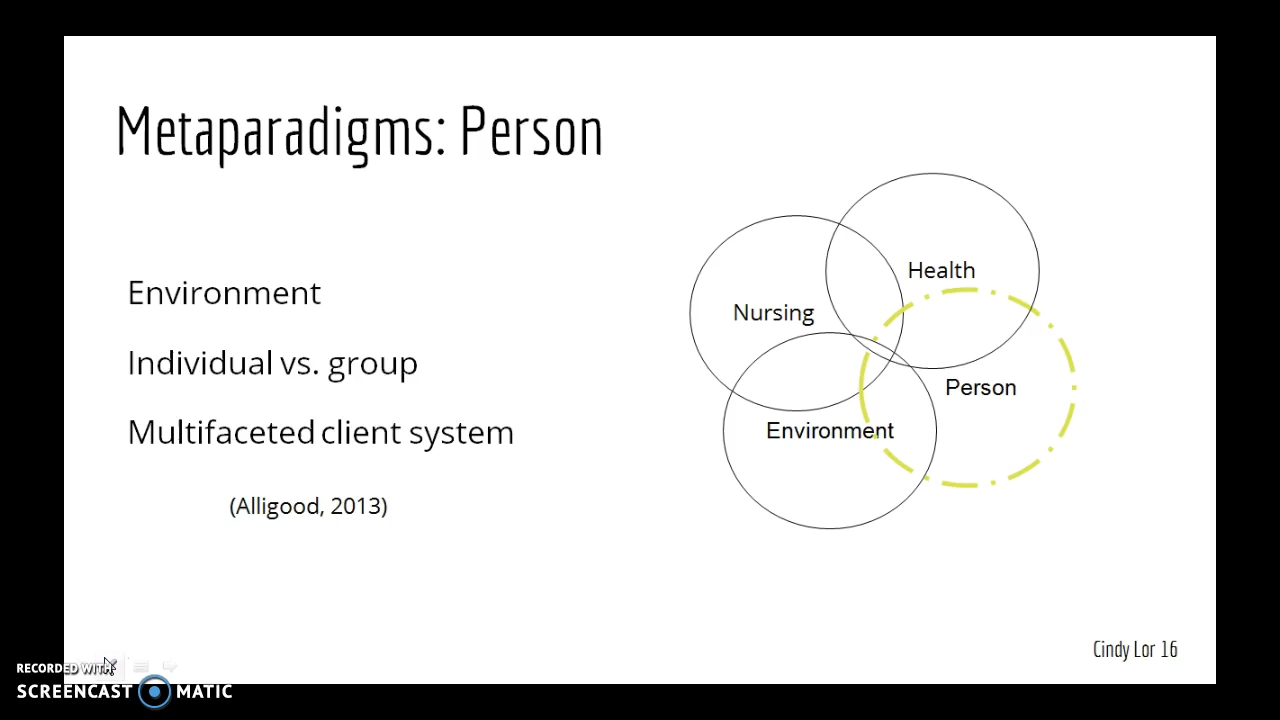 Metaparadigms: Person
Environment
Individual vs. group
Multifaceted client system
(Alligood, 2013)
Health
Nursing
Person
Environment
Cindy Lor 16
RECORDED WITH
SCREENCAST MATIC